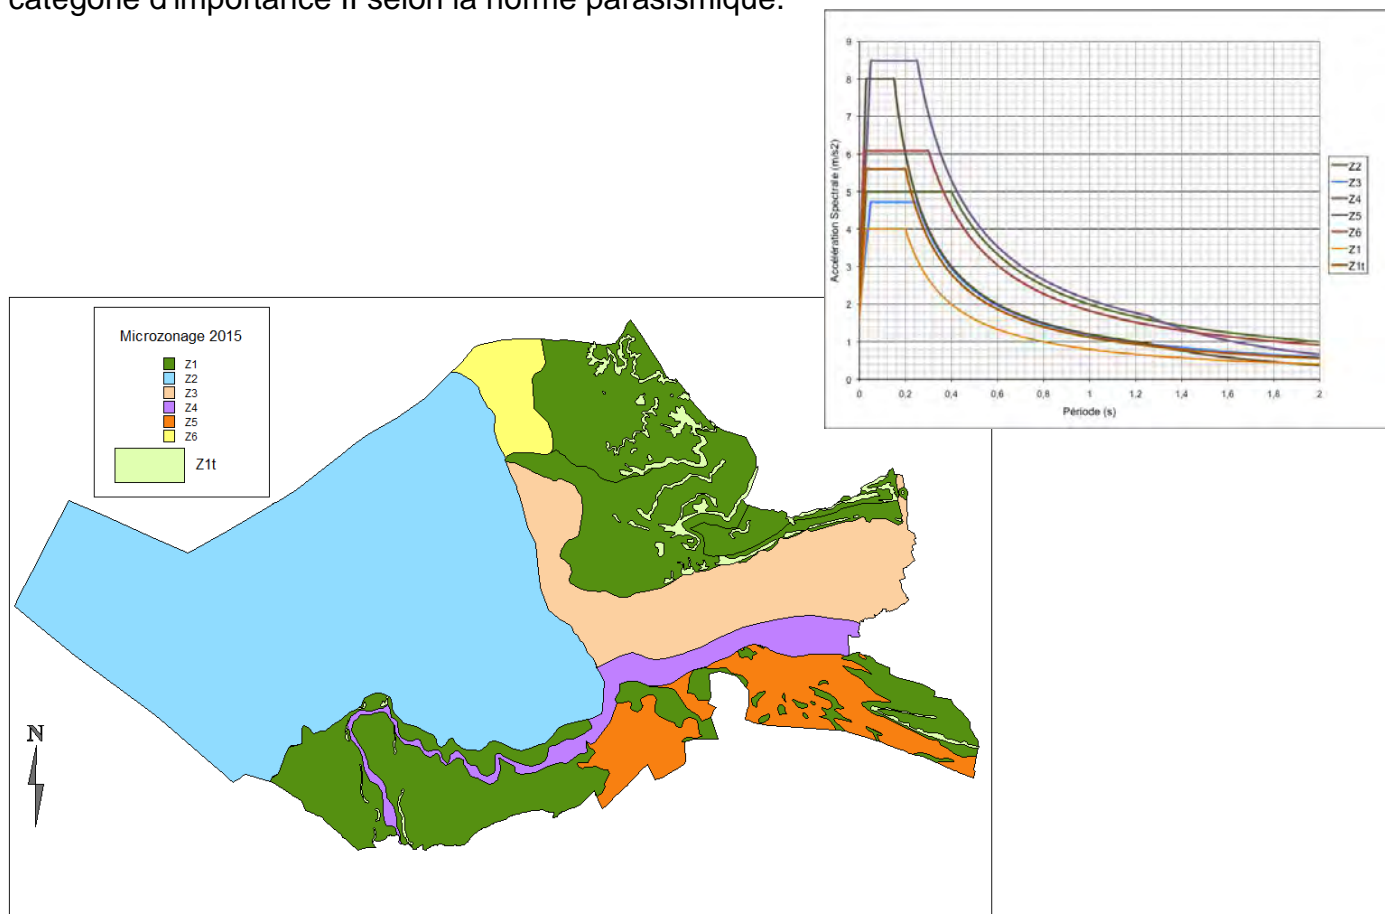 catégorie d'importance II selon la norme parasismique.
9
8
7
6
5
4
3
2
1
0
Accélération Spectrale (m/s2)
0 0,2 0,4 0,6 0,8 1 1,2 1,4 1,6 1,8 2
Période (s)
Z2
Z3
Z4
Z5
Z6
Z1
Z1t
Microzonage 2015
Z1
Z2
Z3
Z4
Z5
Z6
Z1t
N